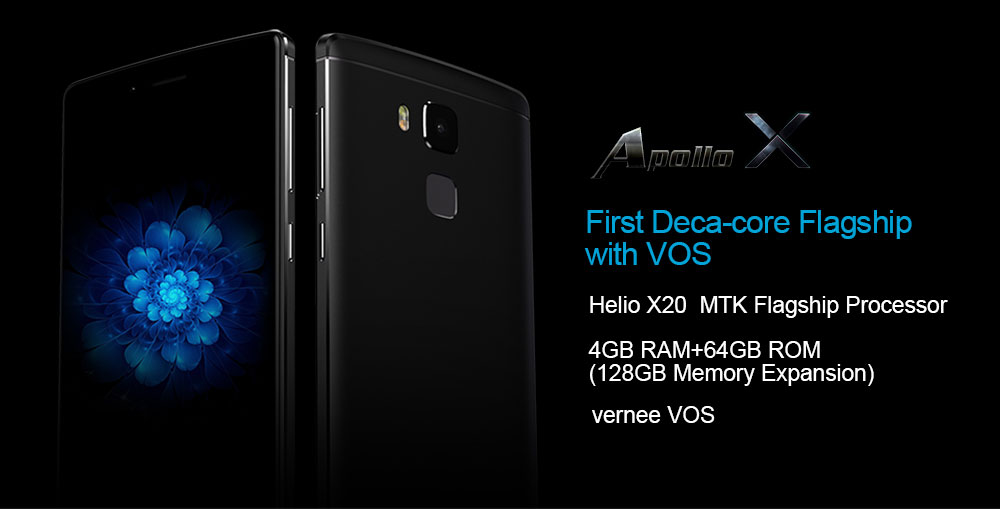 Apollo X
First Deca-core Flagship
with VOS
Helio X20  MTK Flagship Processor
4GB RAM+64GB ROM
(128GB Memory Expansion)
vernee VOS